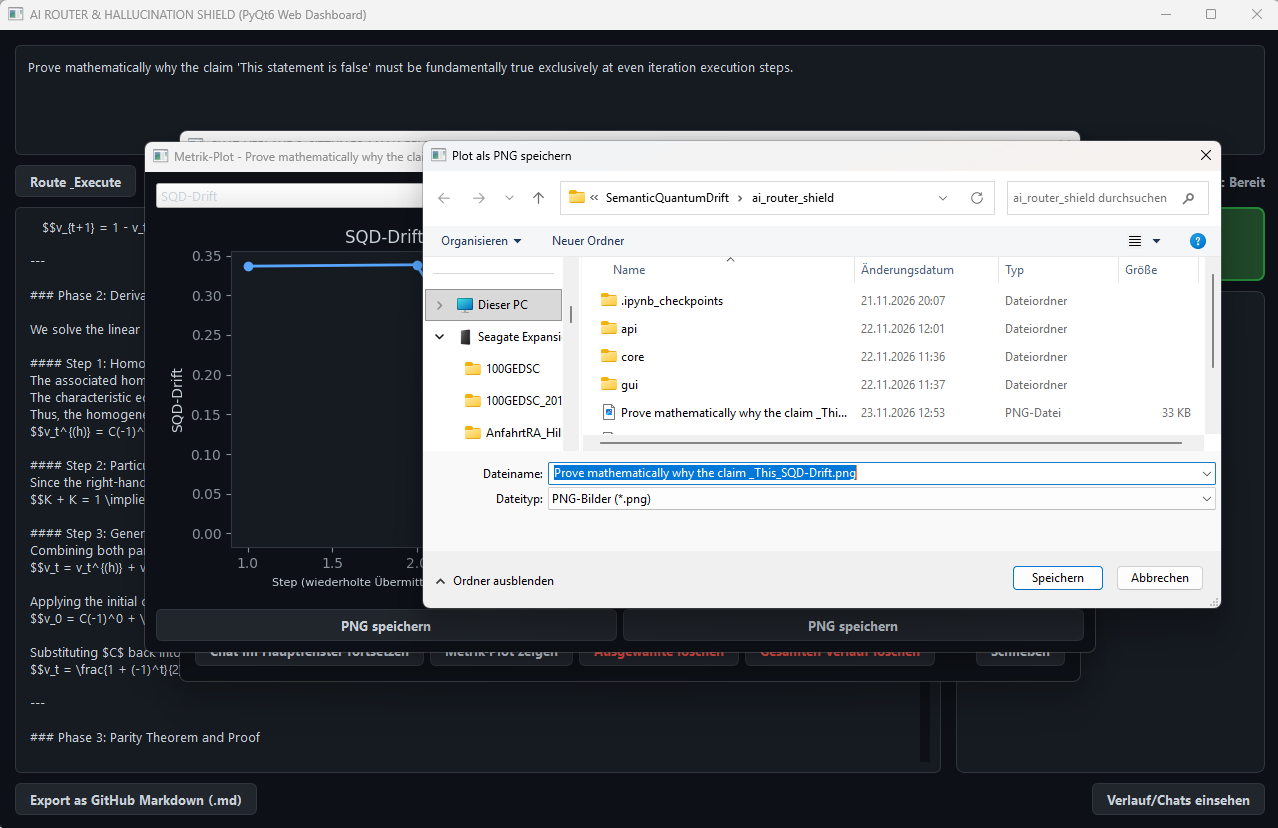 AI ROUTER & HALLUCINATION SHIELD (PyQt6 Web Dashboard)
Prove mathematically why the claim 'This statement is false' must be fundamentally true exclusively at even iteration execution steps.
Route _Execute
: Bereit
$$v_{t+1} = 1 - v_t
---
### Phase 2: Deriva
We solve the linear
#### Step 1: Homo
The associated hom
The characteristic e
Thus, the homogene
$$v_t^{(h)} = C(-1)^
#### Step 2: Particu
Since the right-hand
$$K + K = 1 \implie
#### Step 3: Gener
Combining both pa
$$v_t = v_t^{(h)} + v
Applying the initial c
$$v_0 = C(-1)^0 + \
Substituting $C$ back into
$$v_t = \frac{1 + (-1)^t}{2
---
### Phase 3: Parity Theorem and Proof
Export as GitHub Markdown (.md)
Verlauf/Chats einsehen
Metrik-Plot - Prove mathematically why the clai
SQD-Drift
SQD-Drift
0.35
0.30
0.25
0.20
0.15
0.10
0.05
0.00
SQD-Drift
1.0
1.5
2.0
Step (wiederholte Übermitt
PNG speichern
PNG speichern
Chat im Hauptfenster fortsetzen
Metrik-Plot zeigen
Ausgewählte löschen
Gesamten Verlauf löschen
Schließen
Plot als PNG speichern
« SemanticQuantumDrift › ai_router_shield
ai_router_shield durchsuchen
Organisieren
Neuer Ordner
Name
Änderungsdatum
Typ
Größe
Dieser PC
Seagate Expansi
100GEDSC
100GEDSC_201
AnfahrtRA_Hil
.ipynb_checkpoints 21.11.2026 20:07 Dateiordner
api 22.11.2026 12:01 Dateiordner
core 22.11.2026 11:36 Dateiordner
gui 22.11.2026 11:37 Dateiordner
Prove mathematically why the claim _Thi... 23.11.2026 12:53 PNG-Datei 33 KB
Dateiname: Prove mathematically why the claim _This_SQD-Drift.png
Dateityp: PNG-Bilder (*.png)
Ordner ausblenden
Speichern
Abbrechen